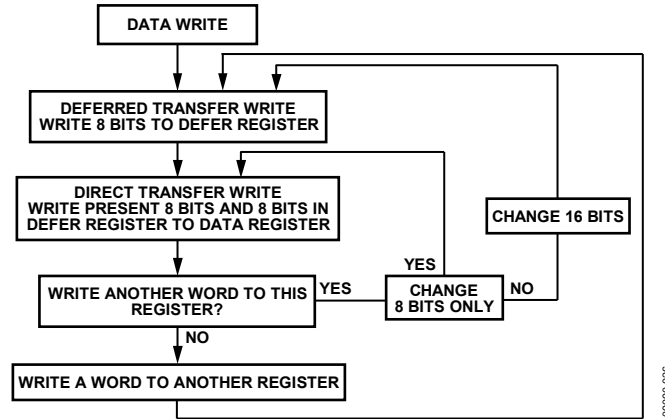 DATA WRITE
DEFERRED TRANSFER WRITE
WRITE 8 BITS TO DEFER REGISTER
DIRECT TRANSFER WRITE
WRITE PRESENT 8 BITS AND 8 BITS IN
DEFER REGISTER TO DATA REGISTER
CHANGE 16 BITS
WRITE ANOTHER WORD TO THIS
REGISTER?
YES
YES
CHANGE
8 BITS ONLY
NO
NO
WRITE A WORD TO ANOTHER REGISTER